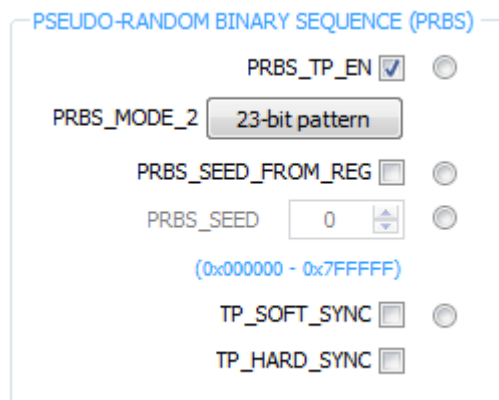 PSEUDO-RANDOM BINARY SEQUENCE (PRBS)
PRBS_TP_EN
PRBS_MODE_2 23-bit pattern
PRBS_SEED_FROM_REG
PRBS_SEED 0
(0x000000 - 0x7FFFFF)
TP_SOFT_SYNC
TP_HARD_SYNC